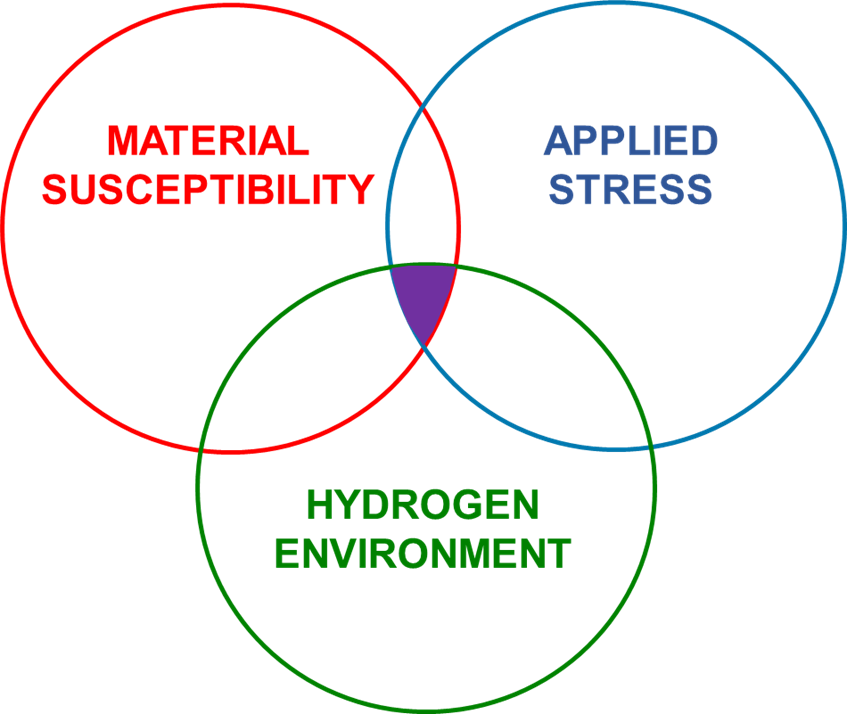 MATERIAL
SUSCEPTIBILITY
APPLIED
STRESS
HYDROGEN
ENVIRONMENT